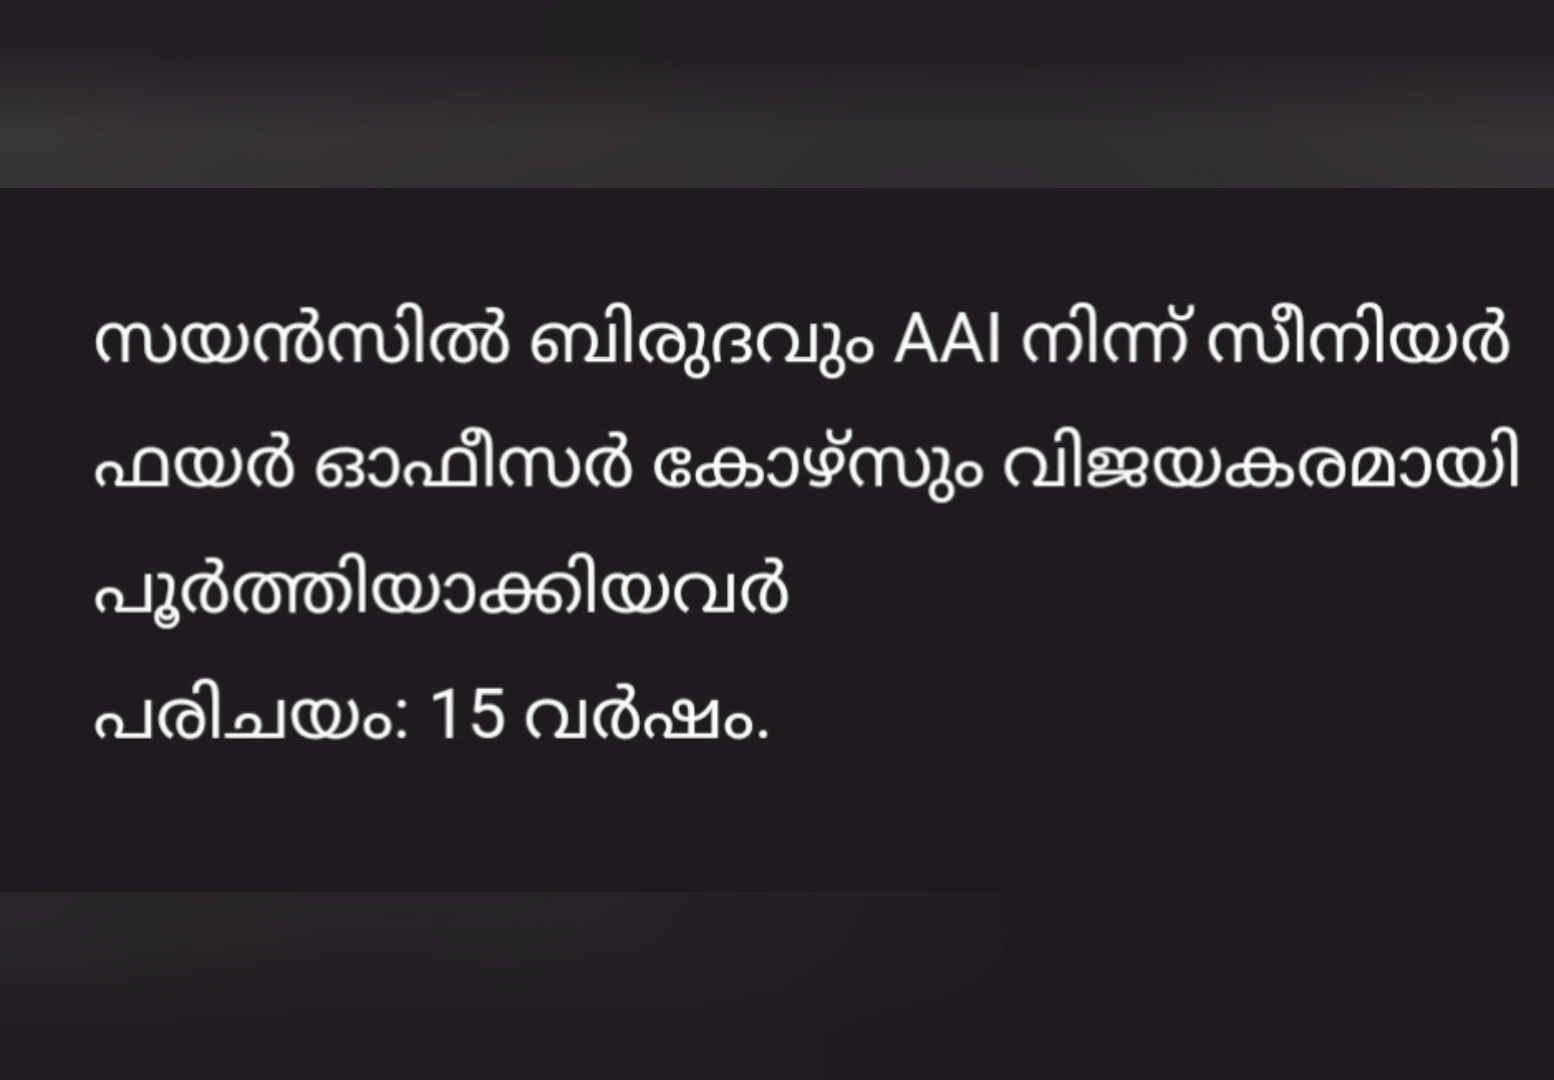 സയൻസിൽ ബിരുദവും AAI നിന്ന് സീനിയർ
ഫയർ ഓഫീസർ കോഴ്സും വിജയകരമായി
പൂർത്തിയാക്കിയവർ
പരിചയം: 15 വർഷം.